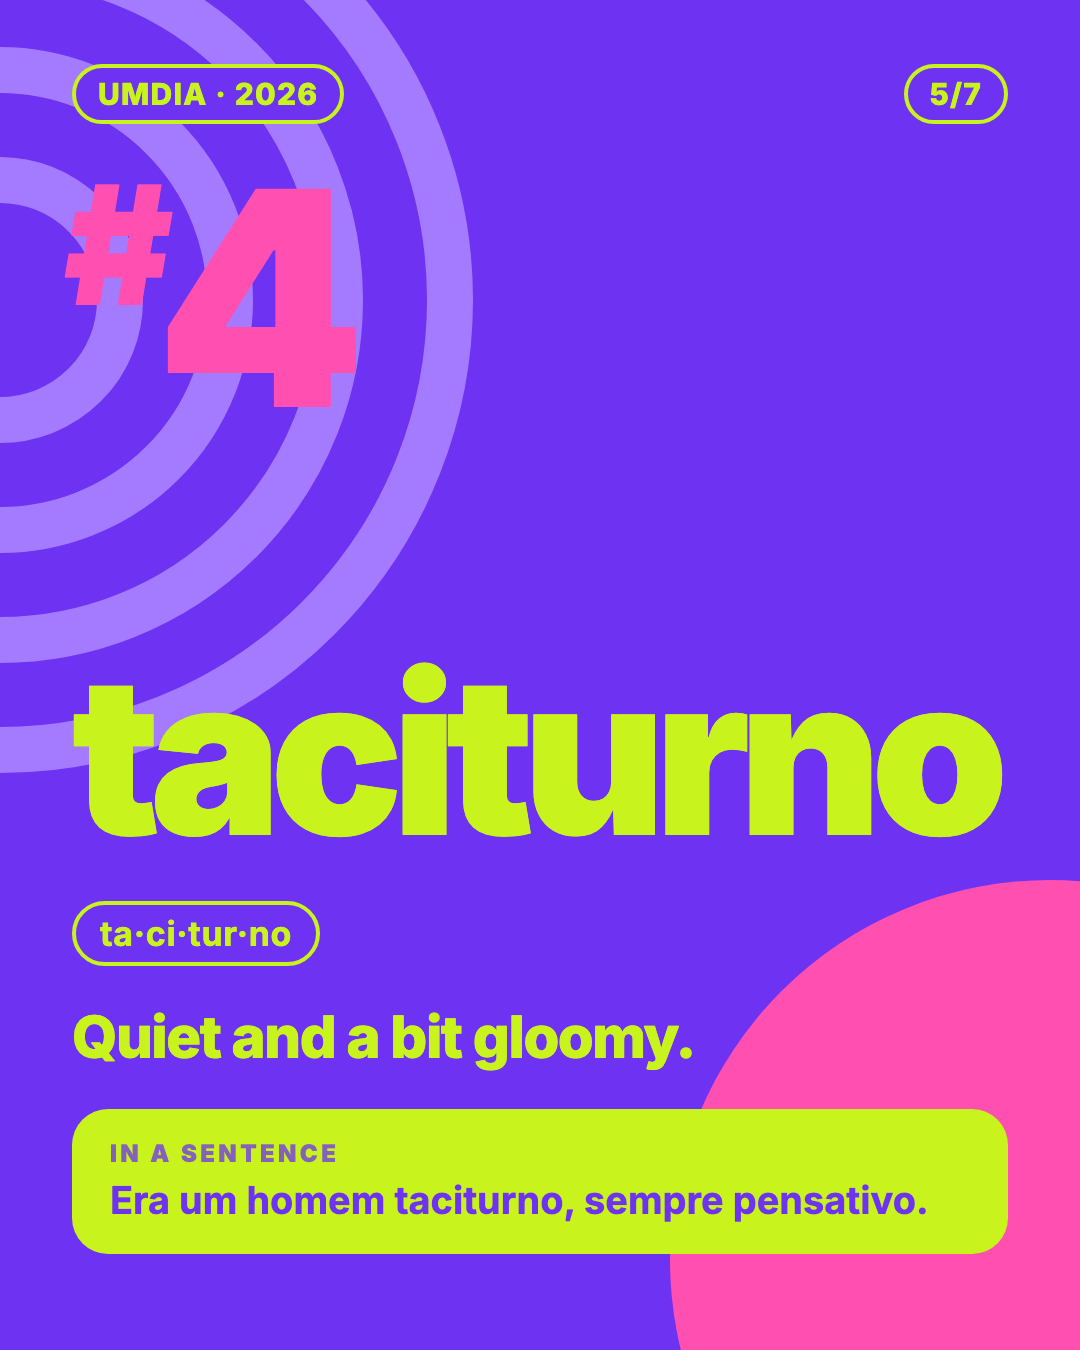 UMDIA · 2026
5/7
#4
taciturno
ta·ci·tur·no
Quiet and a bit gloomy.
IN A SENTENCE
Era um homem taciturno, sempre pensativo.